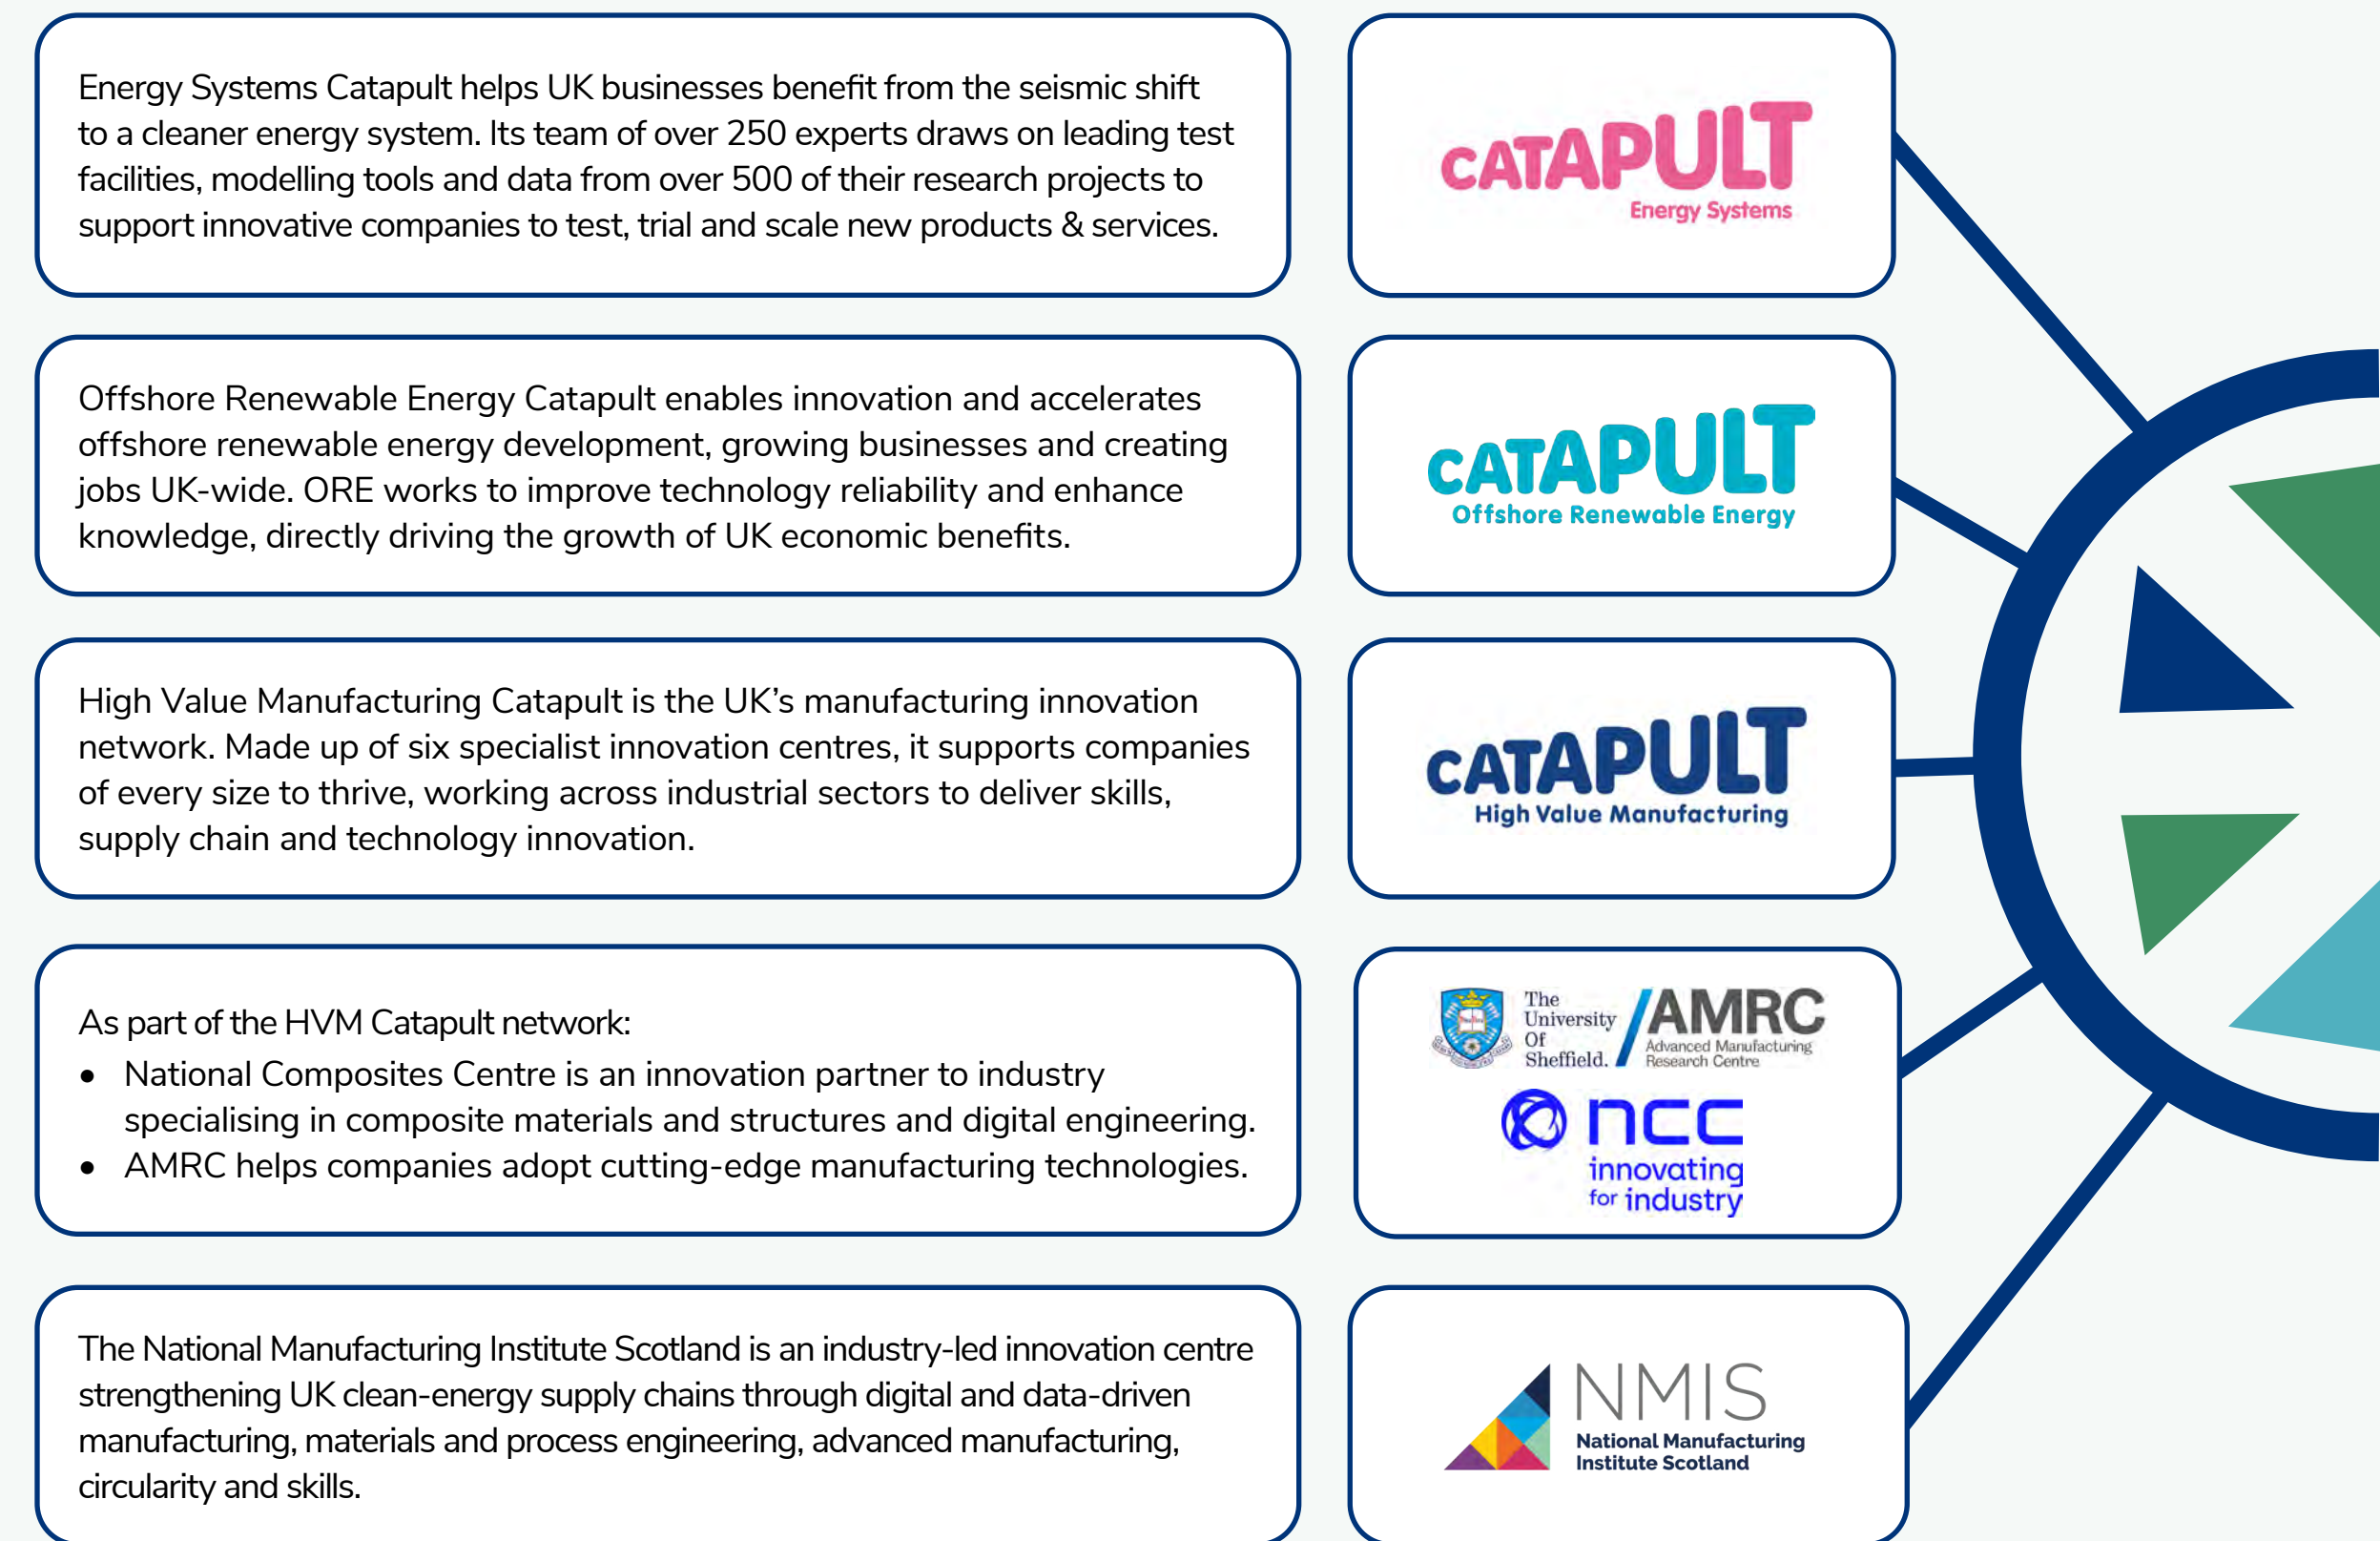 Energy Systems Catapult helps UK businesses benefit from the seismic shift
to a cleaner energy system. Its team of over 250 experts draws on leading test
facilities, modelling tools and data from over 500 of their research projects to
support innovative companies to test, trial and scale new products & services.
CATAPULT
Energy Systems
Offshore Renewable Energy Catapult enables innovation and accelerates
offshore renewable energy development, growing businesses and creating
jobs UK-wide. ORE works to improve technology reliability and enhance
knowledge, directly driving the growth of UK economic benefits.
CATAPULT
Offshore Renewable Energy
High Value Manufacturing Catapult is the UK’s manufacturing innovation
network. Made up of six specialist innovation centres, it supports companies
of every size to thrive, working across industrial sectors to deliver skills,
supply chain and technology innovation.
CATAPULT
High Value Manufacturing
As part of the HVM Catapult network:
• National Composites Centre is an innovation partner to industry
specialising in composite materials and structures and digital engineering.
• AMRC helps companies adopt cutting-edge manufacturing technologies.
The
University
Of
Sheffield.
AMRC
Advanced Manufacturing
Research Centre
ncc
innovating
for industry
The National Manufacturing Institute Scotland is an industry-led innovation centre
strengthening UK clean-energy supply chains through digital and data-driven
manufacturing, materials and process engineering, advanced manufacturing,
circularity and skills.
NMIS
National Manufacturing
Institute Scotland